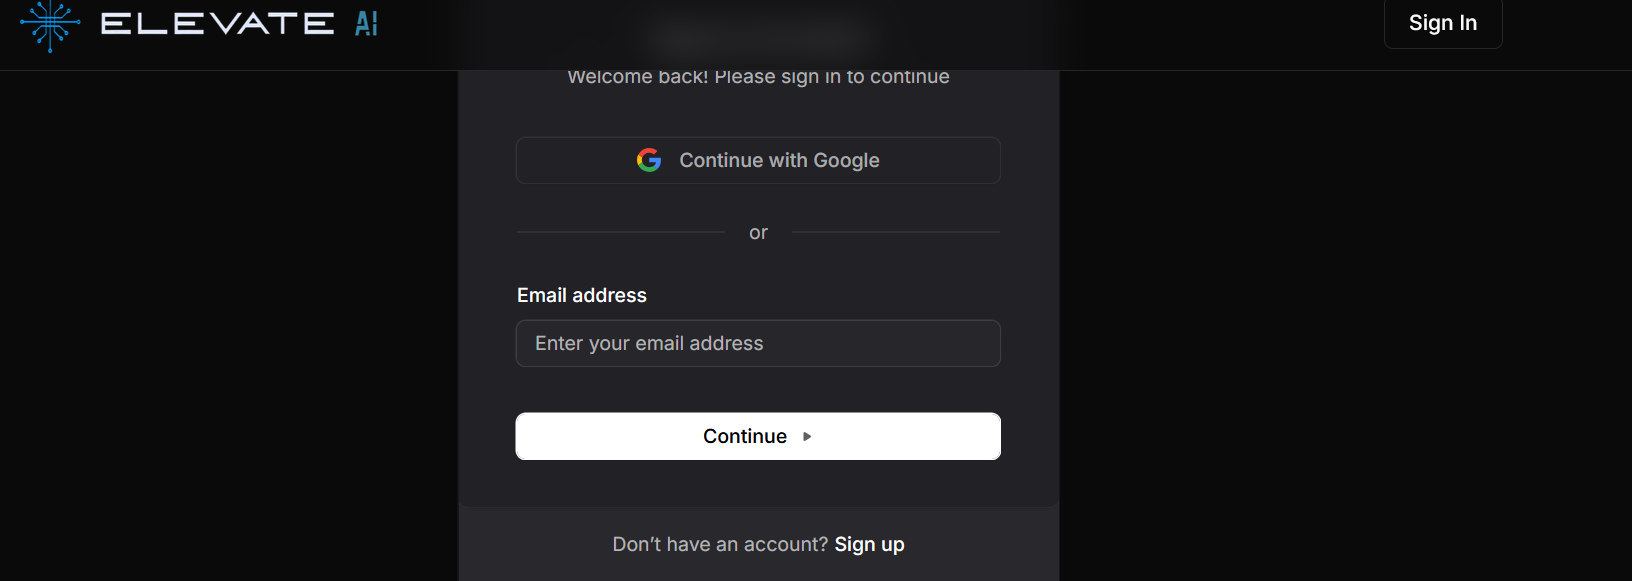 ELEVATE AI
Sign In
Welcome back! Please sign in to continue
Continue with Google
or
Email address
Enter your email address
Continue
Don’t have an account? Sign up